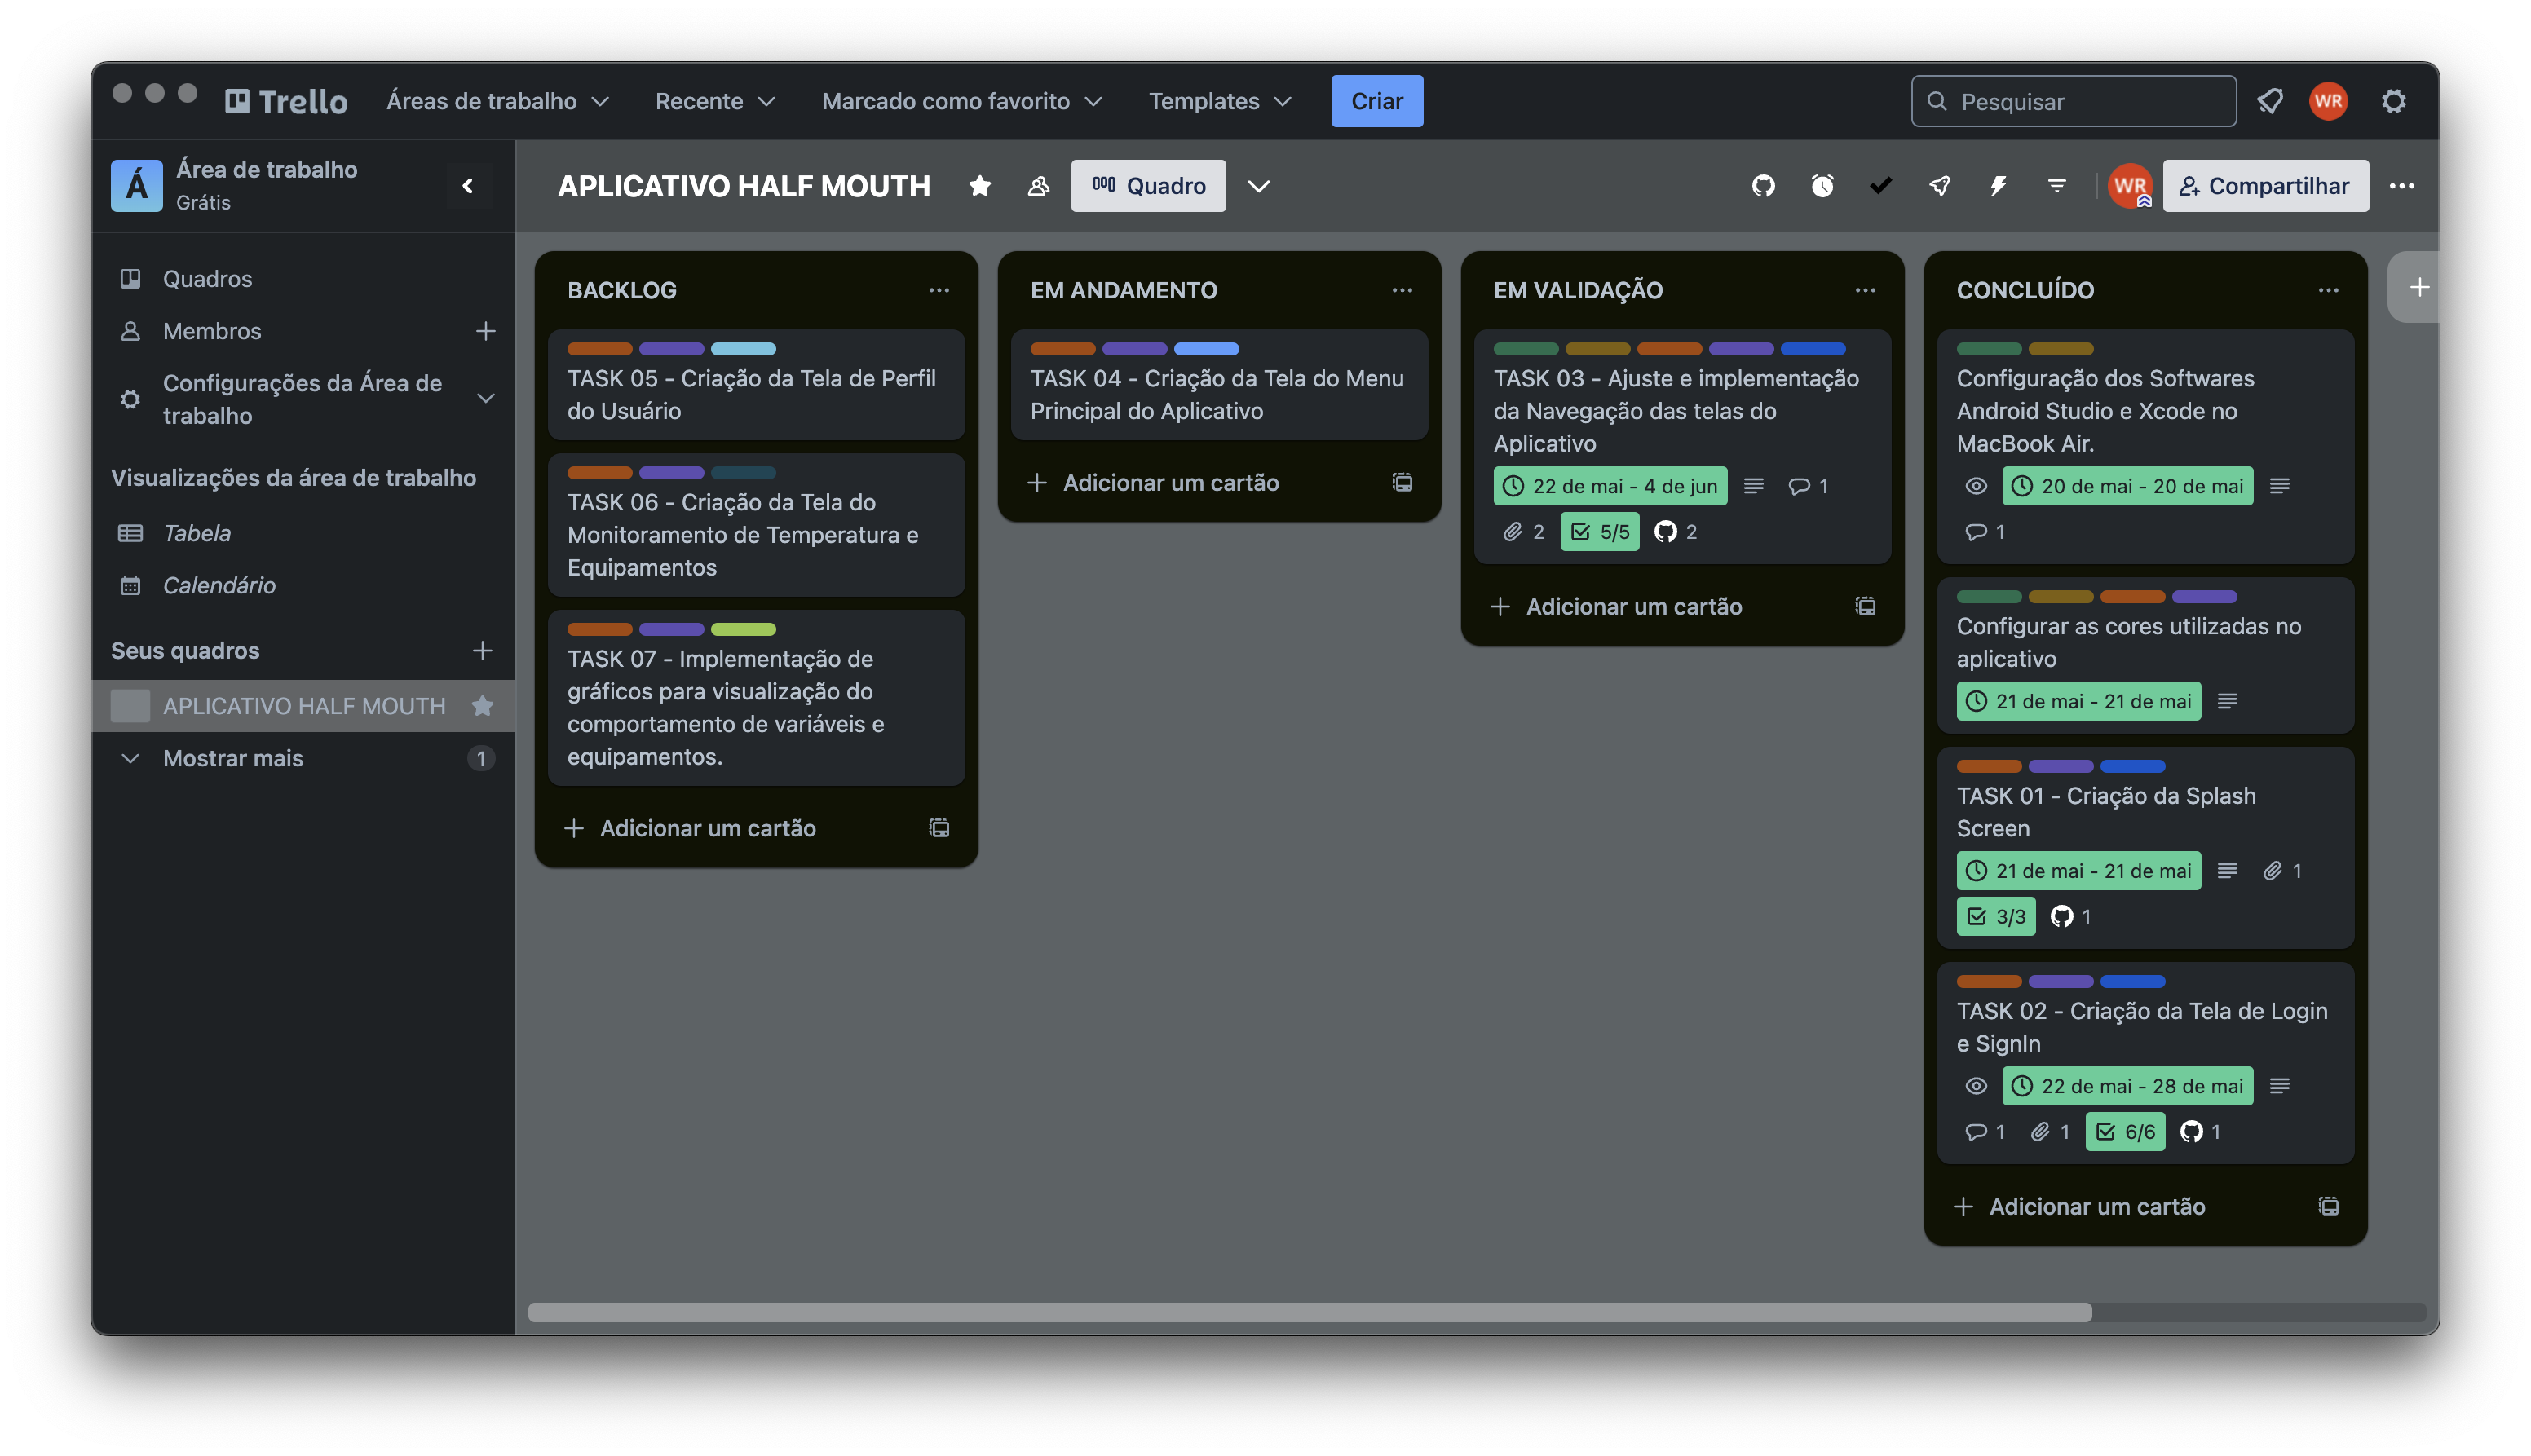 Trello
Áreas de trabalho
Recente
Marcado como favorito
Templates
Criar
Pesquisar
WR
Á
Área de trabalho
Grátis
Quadros
Membros
Configurações da Área de
trabalho
Visualizações da área de trabalho
Tabela
Calendário
Seus quadros
APLICATIVO HALF MOUTH
Mostrar mais
1
APLICATIVO HALF MOUTH
Quadro
WR
Compartilhar
BACKLOG
TASK 05 - Criação da Tela de Perfil
do Usuário
TASK 06 - Criação da Tela do
Monitoramento de Temperatura e
Equipamentos
TASK 07 - Implementação de
gráficos para visualização do
comportamento de variáveis e
equipamentos.
Adicionar um cartão
EM ANDAMENTO
TASK 04 - Criação da Tela do Menu
Principal do Aplicativo
Adicionar um cartão
EM VALIDAÇÃO
TASK 03 - Ajuste e implementação
da Navegação das telas do
Aplicativo
22 de mai - 4 de jun 1
2 5/5 2
Adicionar um cartão
CONCLUÍDO
Configuração dos Softwares
Android Studio e Xcode no
MacBook Air.
20 de mai - 20 de mai
1
Configurar as cores utilizadas no
aplicativo
21 de mai - 21 de mai
TASK 01 - Criação da Splash
Screen
21 de mai - 21 de mai 1
3/3 1
TASK 02 - Criação da Tela de Login
e SignIn
22 de mai - 28 de mai
1 1 6/6 1
Adicionar um cartão